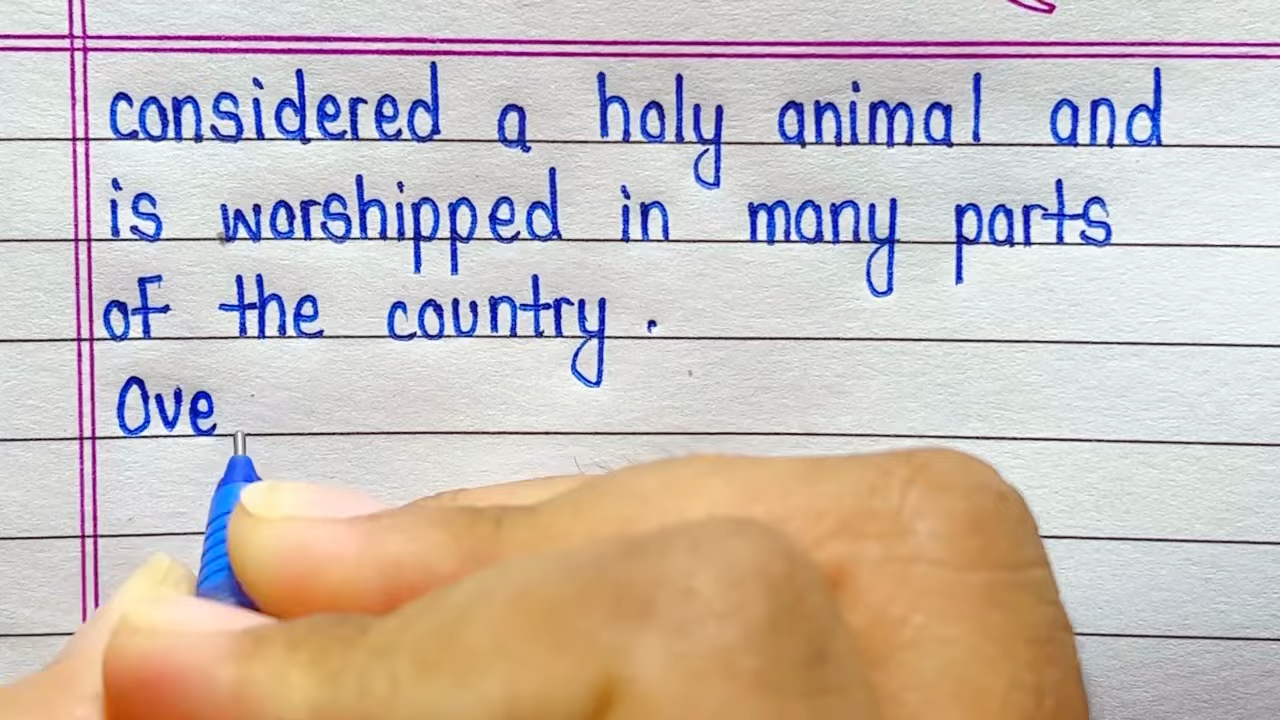 considered a holy animal and
is worshipped in many parts
of the country .
Ove